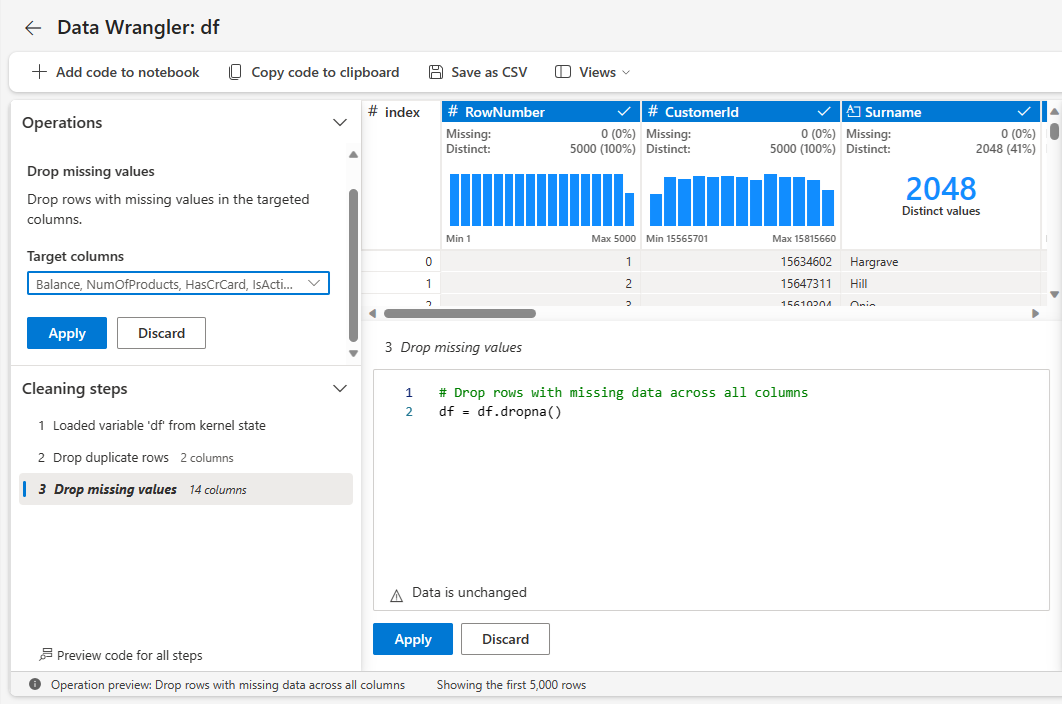 Data Wrangler: df
Add code to notebook
Copy code to clipboard
Save as CSV
Views
Operations
Drop missing values
Drop rows with missing values in the targeted
columns.
Target columns
Balance, NumOfProducts, HasCrCard, IsActi...
Apply
Discard
Cleaning steps
1 Loaded variable 'df' from kernel state
2 Drop duplicate rows 2 columns
3 Drop missing values 14 columns
Preview code for all steps
# index
# RowNumber
Missing: 0 (0%)
Distinct: 5000 (100%)
Min 1 Max 5000
# CustomerId
Missing: 0 (0%)
Distinct: 5000 (100%)
Min 15565701 Max 15815660
Surname
Missing: 0 (0%)
Distinct: 2048 (41%)
2048
Distinct values
0 1 15634602 Hargrave
1 2 15647311 Hill
2 3 15619304 Onio
3 Drop missing values
1 # Drop rows with missing data across all columns
2 df = df.dropna()
Data is unchanged
Apply
Discard
Operation preview: Drop rows with missing data across all columns
Showing the first 5,000 rows